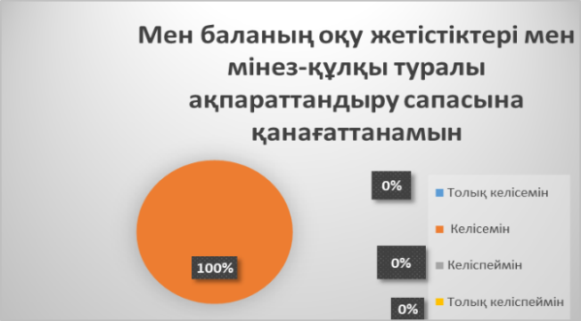 Мен баланың оқу жетістіктері мен
мінез-құлқы туралы
ақпараттандыру сапасына
қанағаттанамын
0%
Толық келісемін
Келісемін
100%
0%
Келіспеймін
0%
Толық келіспеймін